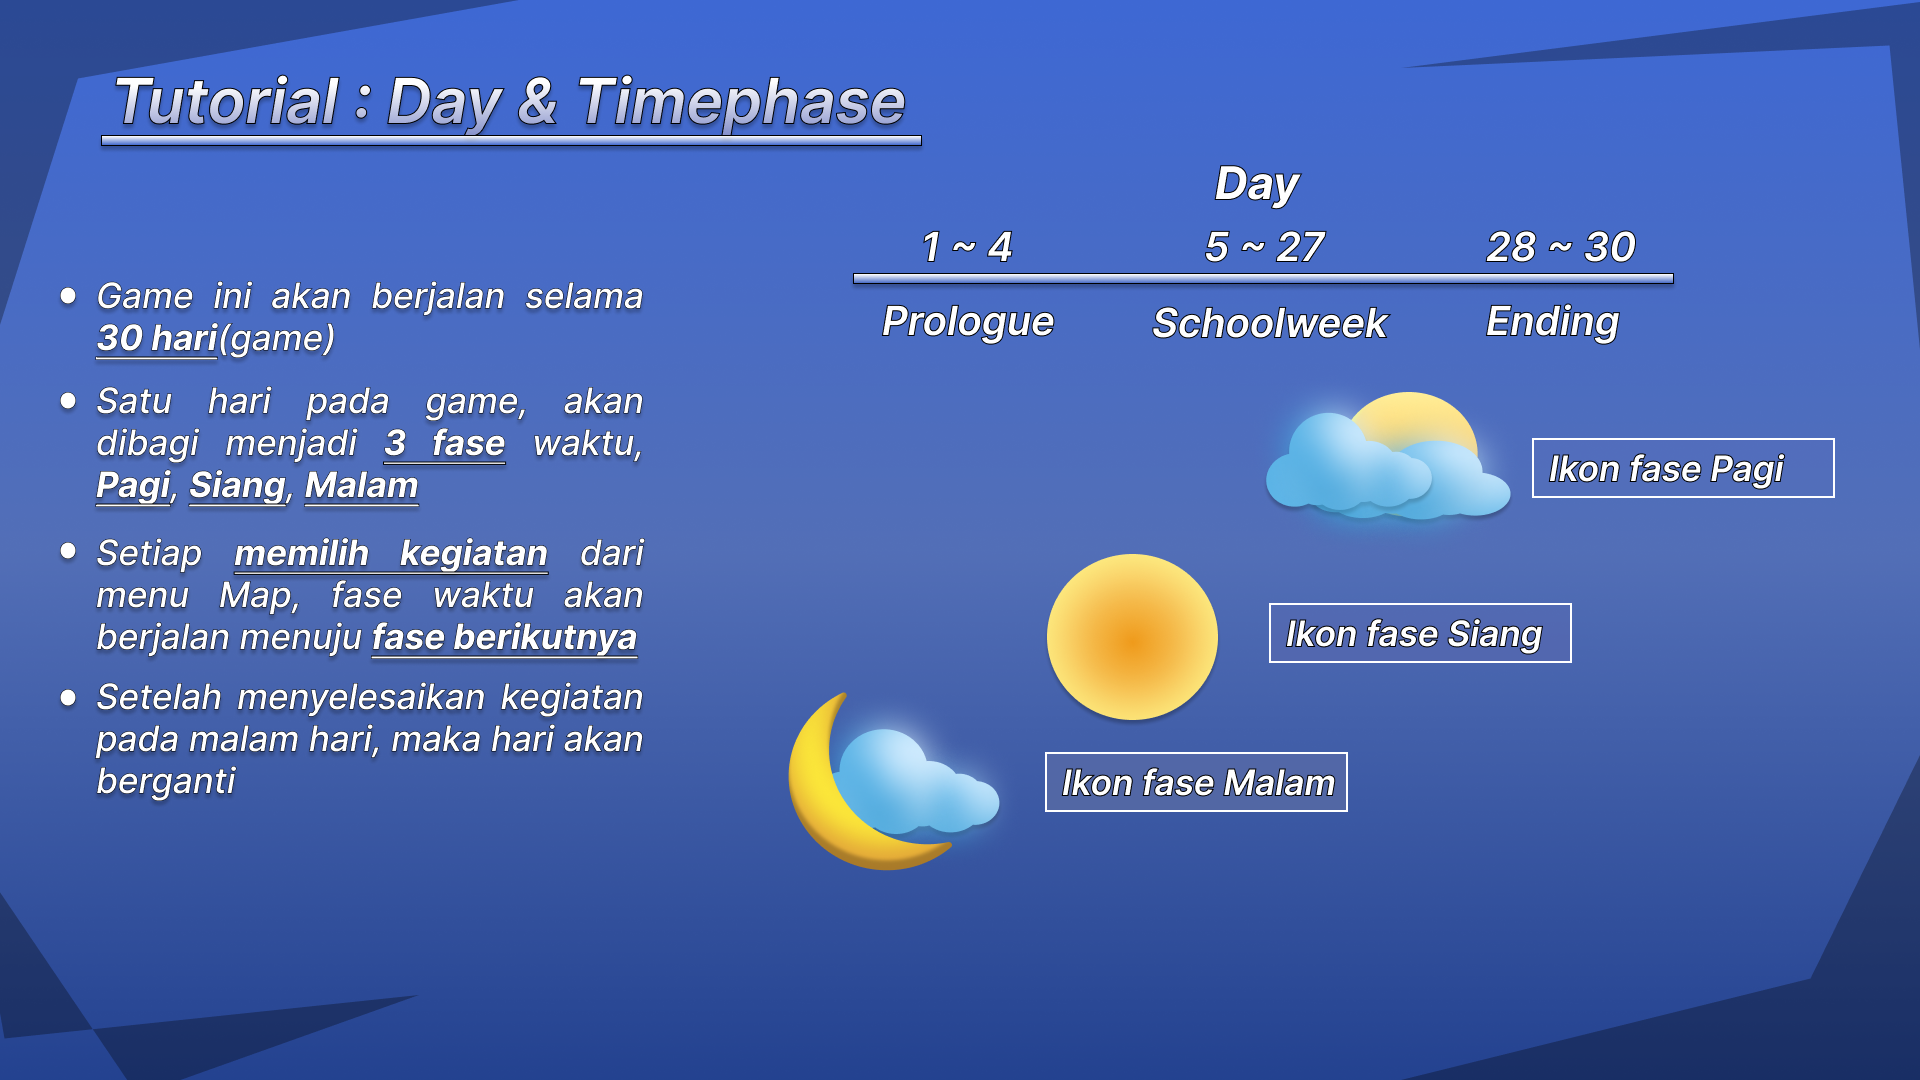 Tutorial : Day & Timephase
Game ini akan berjalan selama
30 hari(game)
Satu hari pada game, akan
dibagi menjadi 3 fase waktu,
Pagi, Siang, Malam
Setiap memilih kegiatan dari
menu Map, fase waktu akan
berjalan menuju fase berikutnya
Setelah menyelesaikan kegiatan
pada malam hari, maka hari akan
berganti
Day
1 ~ 4 5 ~ 27 28 ~ 30
Prologue Schoolweek Ending
Ikon fase Pagi
Ikon fase Siang
Ikon fase Malam